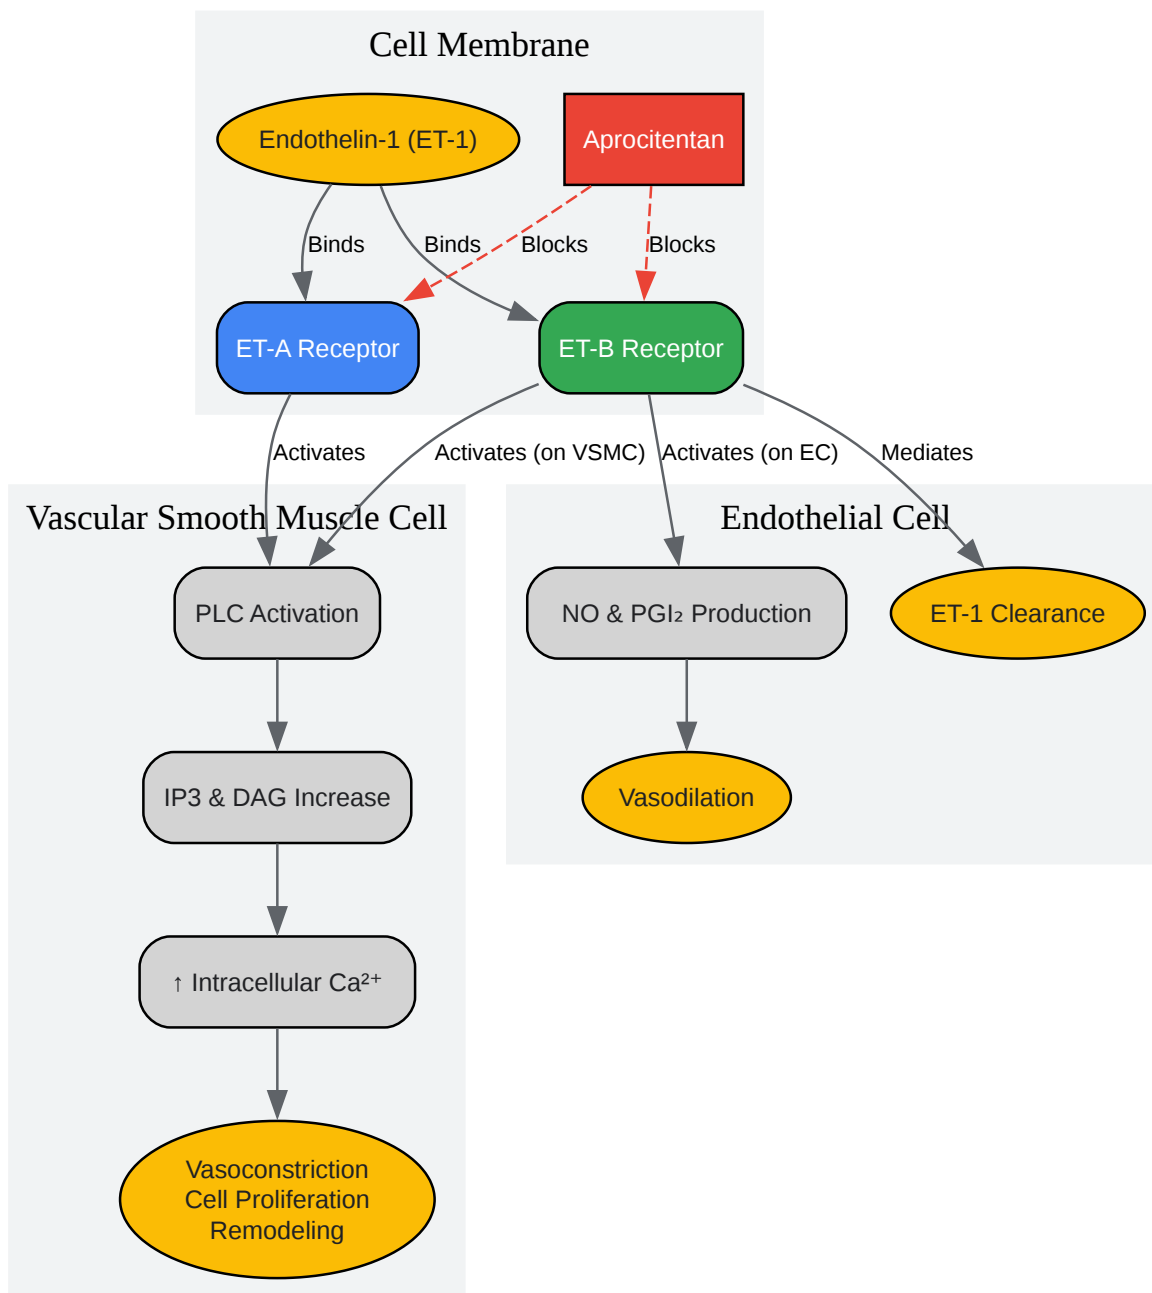 Cell Membrane
Endothelin-1 (ET-1)
Aprocitentan
Binds
Binds
Blocks
Blocks
ET-A Receptor
ET-B Receptor
Activates
Activates (on VSMC)
Activates (on EC)
Mediates
Vascular Smooth Muscle Cell
Endothelial Cell
PLC Activation
NO & PGI₂ Production
ET-1 Clearance
IP3 & DAG Increase
Vasodilation
↑ Intracellular Ca²⁺
Vasoconstriction
Cell Proliferation
Remodeling